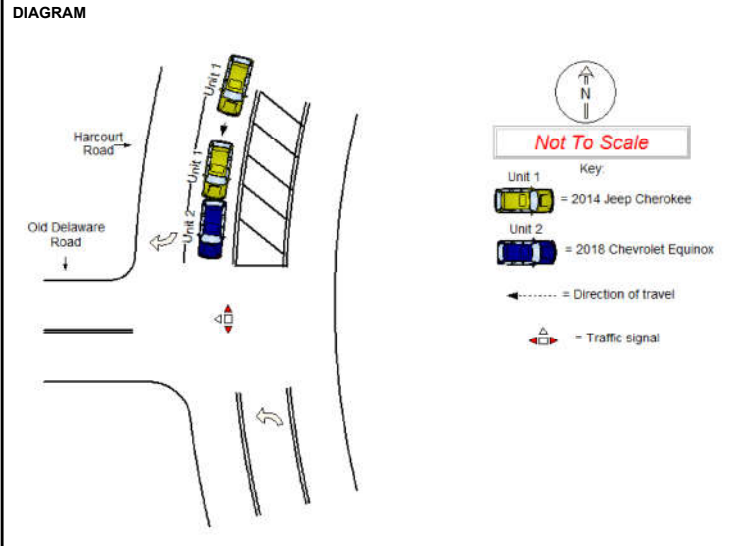 DIAGRAM
Unit 1
Harcourt
Road
Unit 1
Unit 2
Old Delaware
Road
N
Not To Scale
Key:
Unit 1
= 2014 Jeep Cherokee
Unit 2
= 2018 Chevrolet Equinox
= Direction of travel
= Traffic signal